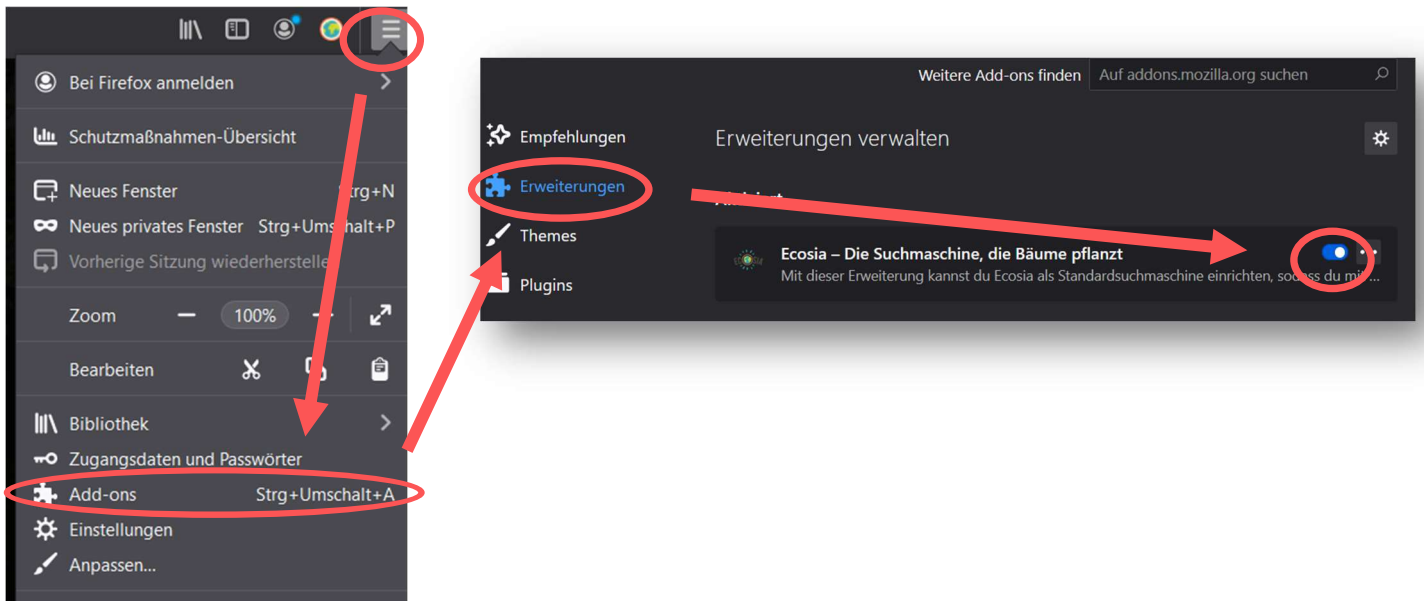 Bei Firefox anmelden
Schutzmaßnahmen-Übersicht
Neues Fenster Strg+N
Neues privates Fenster Strg+Umschalt+P
Vorherige Sitzung wiederherstellen
Zoom — 100% +
Bearbeiten
Bibliothek
Zugangsdaten und Passwörter
Add-ons Strg+Umschalt+A
Einstellungen
Anpassen...
Weitere Add-ons finden Auf addons.mozilla.org suchen
Empfehlungen
Erweiterungen verwalten
Erweiterungen
Themes
Ecosia – Die Suchmaschine, die Bäume pflanzt
Mit dieser Erweiterung kannst du Ecosia als Standardsuchmaschine einrichten, sodass du mit ...
Plugins